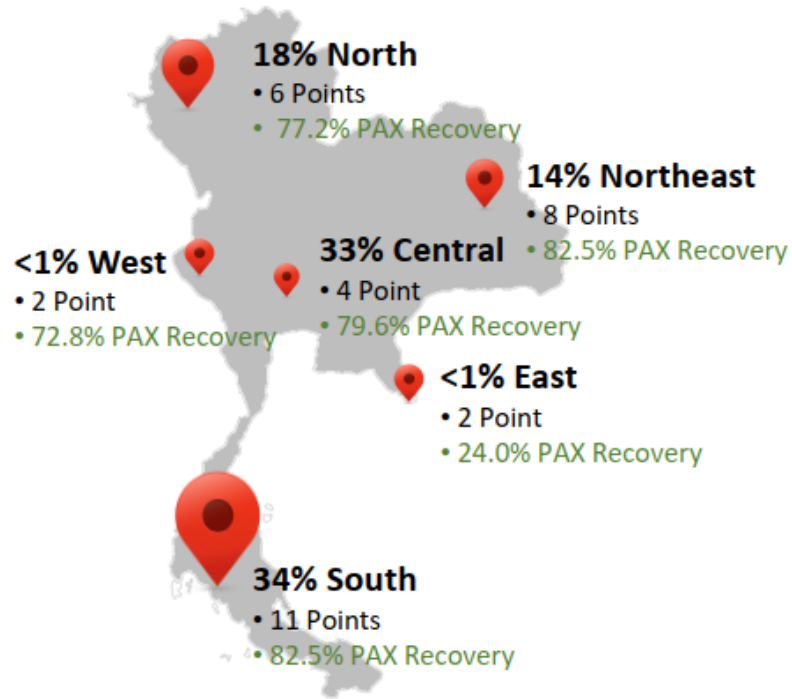 18% North
• 6 Points
• 77.2% PAX Recovery
14% Northeast
• 8 Points
• 82.5% PAX Recovery
<1% West
• 2 Point
• 72.8% PAX Recovery
33% Central
• 4 Point
• 79.6% PAX Recovery
<1% East
• 2 Point
• 24.0% PAX Recovery
34% South
• 11 Points
• 82.5% PAX Recovery